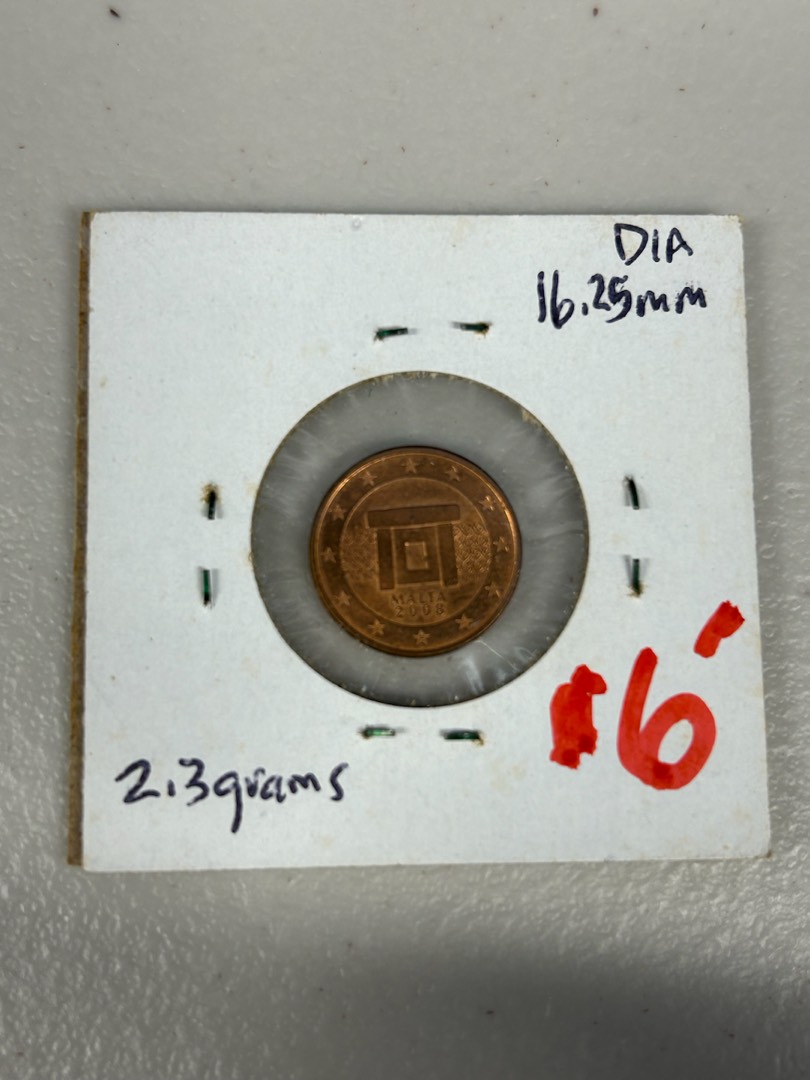 DIA
16.25mm
MALTA
2008
$6
2.3grams